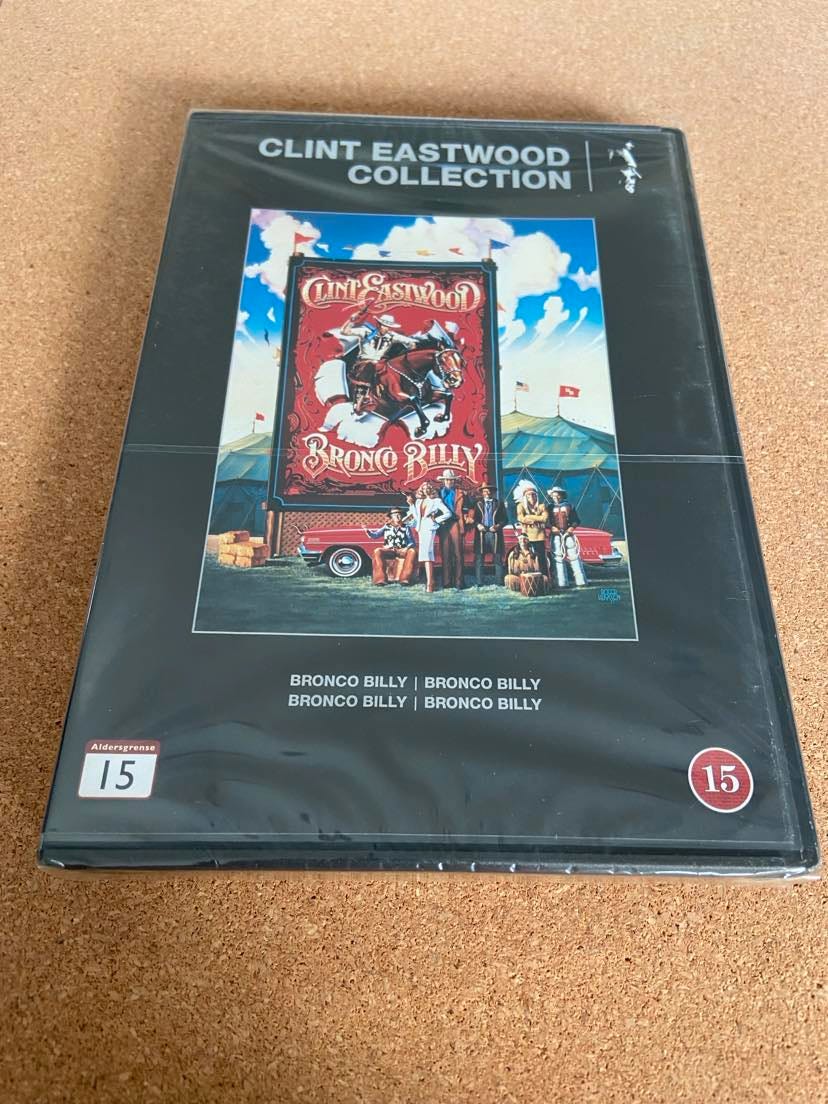 CLINT EASTWOOD
COLLECTION
CLINT EASTWOOD
BRONCO BILLY
BRONCO BILLY | BRONCO BILLY
BRONCO BILLY | BRONCO BILLY
Aldersgrense
15
15